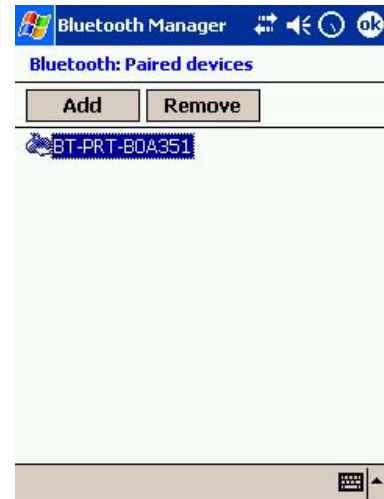 Bluetooth Manager ok
Bluetooth: Paired devices
Add Remove
BT-PRT-B0A351